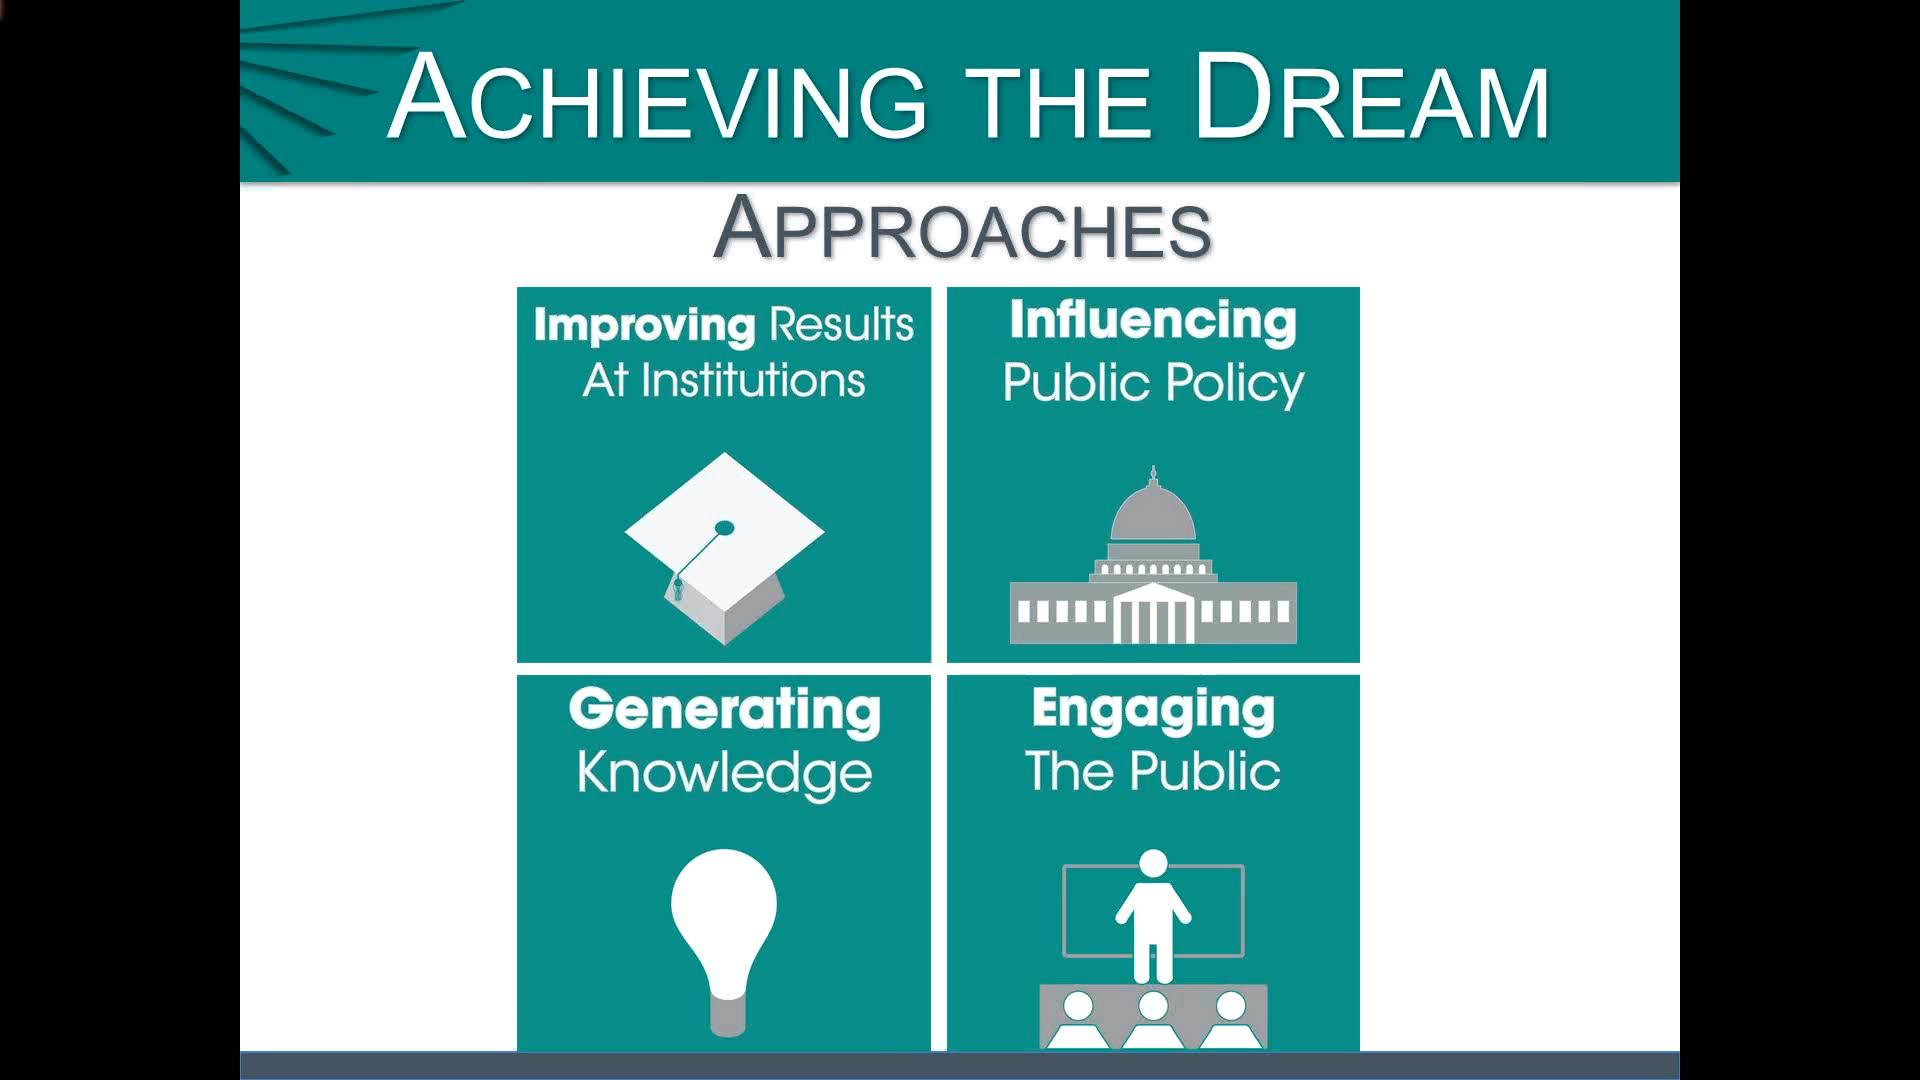 ACHIEVING THE DREAM
APPROACHES
Improving Results
At Institutions
Influencing
Public Policy
Generating
Knowledge
Engaging
The Public